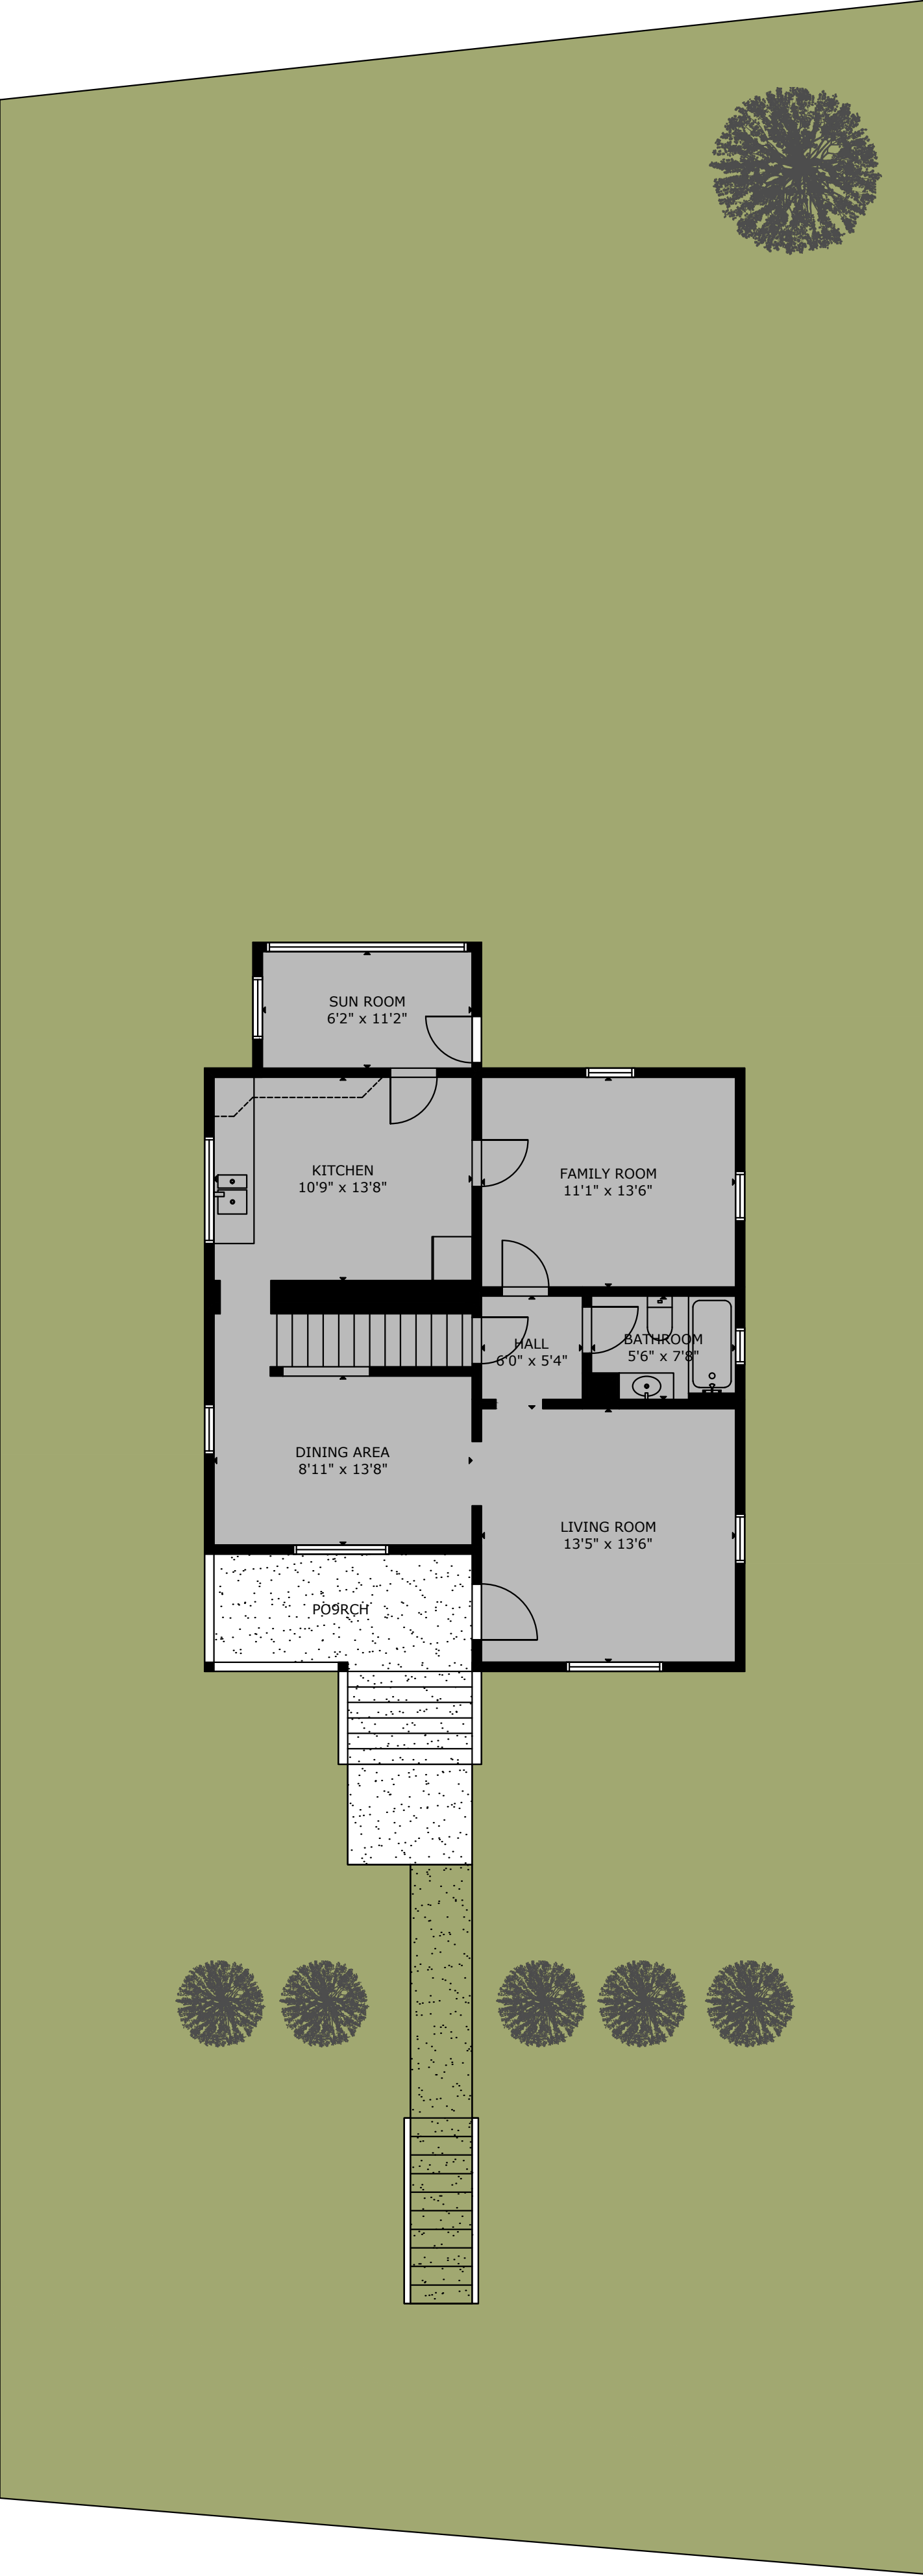 SUN ROOM
6'2" x 11'2"
KITCHEN
10'9" x 13'8"
FAMILY ROOM
11'1" x 13'6"
HALL
6'0" x 5'4"
BATHROOM
5'6" x 7'8"
DINING AREA
8'11" x 13'8"
LIVING ROOM
13'5" x 13'6"
PO9RCH